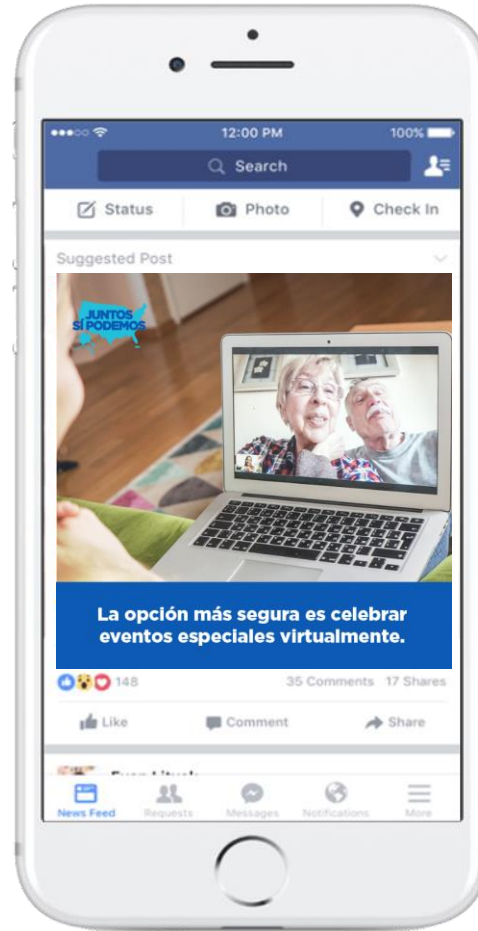 12:00 PM
100%
Search
Status
Photo
Check In
Suggested Post
JUNTOS
SÍ PODEMOS
La opción más segura es celebrar
eventos especiales virtualmente.
148
35 Comments 17 Shares
Like
Comment
Share
News Feed
Requests
Messages
Notifications
More